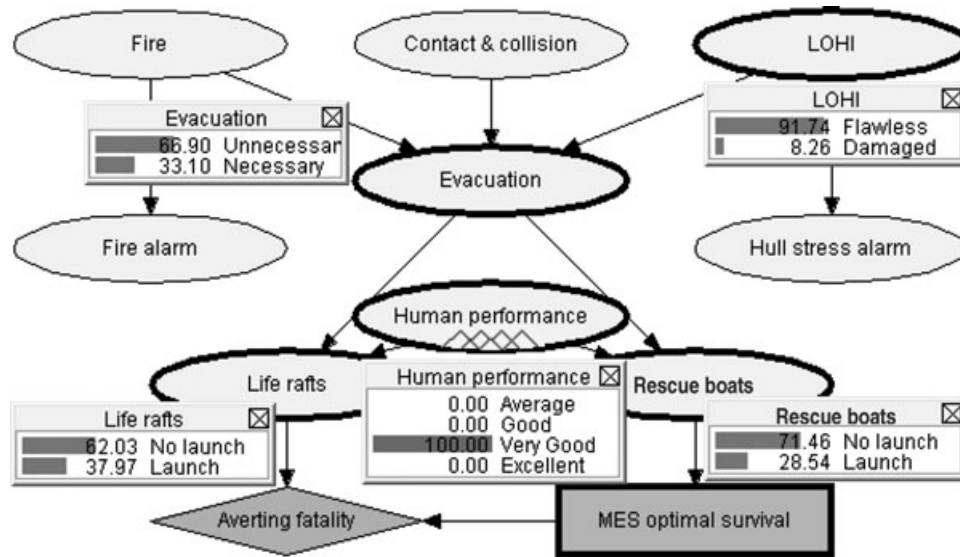 Fire
Contact & collision
LOHI
Evacuation
66.90 Unnecessar
33.10 Necessary
LOHI
91.74 Flawless
8.26 Damaged
Evacuation
Fire alarm
Hull stress alarm
Human performance
Life rafts
Rescue boats
Human performance
0.00 Average
0.00 Good
100.00 Very Good
0.00 Excellent
Life rafts
62.03 No launch
37.97 Launch
Rescue boats
71.46 No launch
28.54 Launch
Averting fatality
MES optimal survival